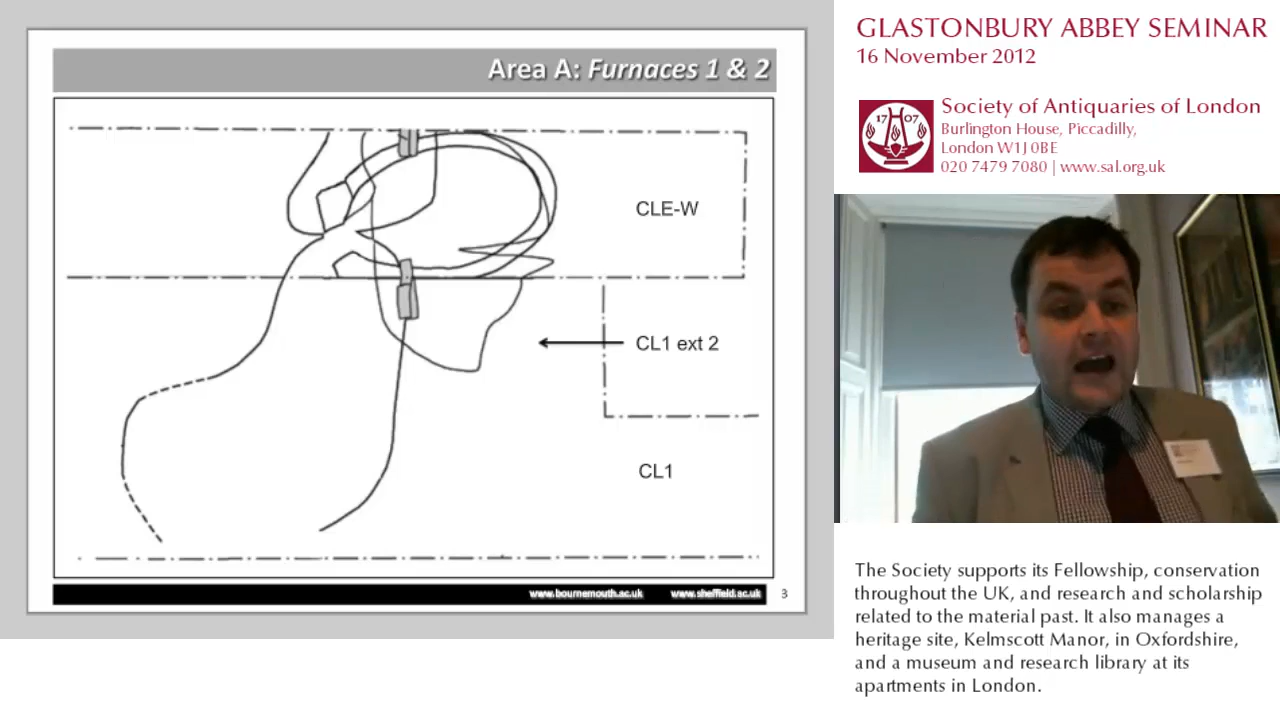 Area A: Furnaces 1 & 2
CLE-W
CL1 ext 2
CL1
www.bournemouth.ac.uk www.sheffield.ac.uk 3
GLASTONBURY ABBEY SEMINAR
16 November 2012
17 07
Society of Antiquaries of London
Burlington House, Piccadilly,
London W1J 0BE
020 7479 7080 | www.sal.org.uk
The Society supports its Fellowship, conservation
throughout the UK, and research and scholarship
related to the material past. It also manages a
heritage site, Kelmscott Manor, in Oxfordshire,
and a museum and research library at its
apartments in London.